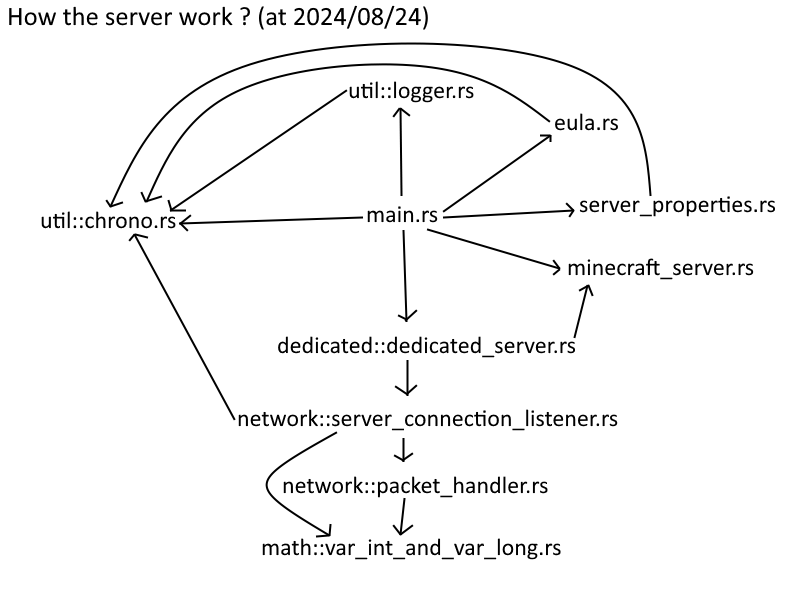 How the server work ? (at 2024/08/24)
util::logger.rs
eula.rs
util::chrono.rs
main.rs
server_properties.rs
minecraft_server.rs
dedicated::dedicated_server.rs
network::server_connection_listener.rs
network::packet_handler.rs
math::var_int_and_var_long.rs